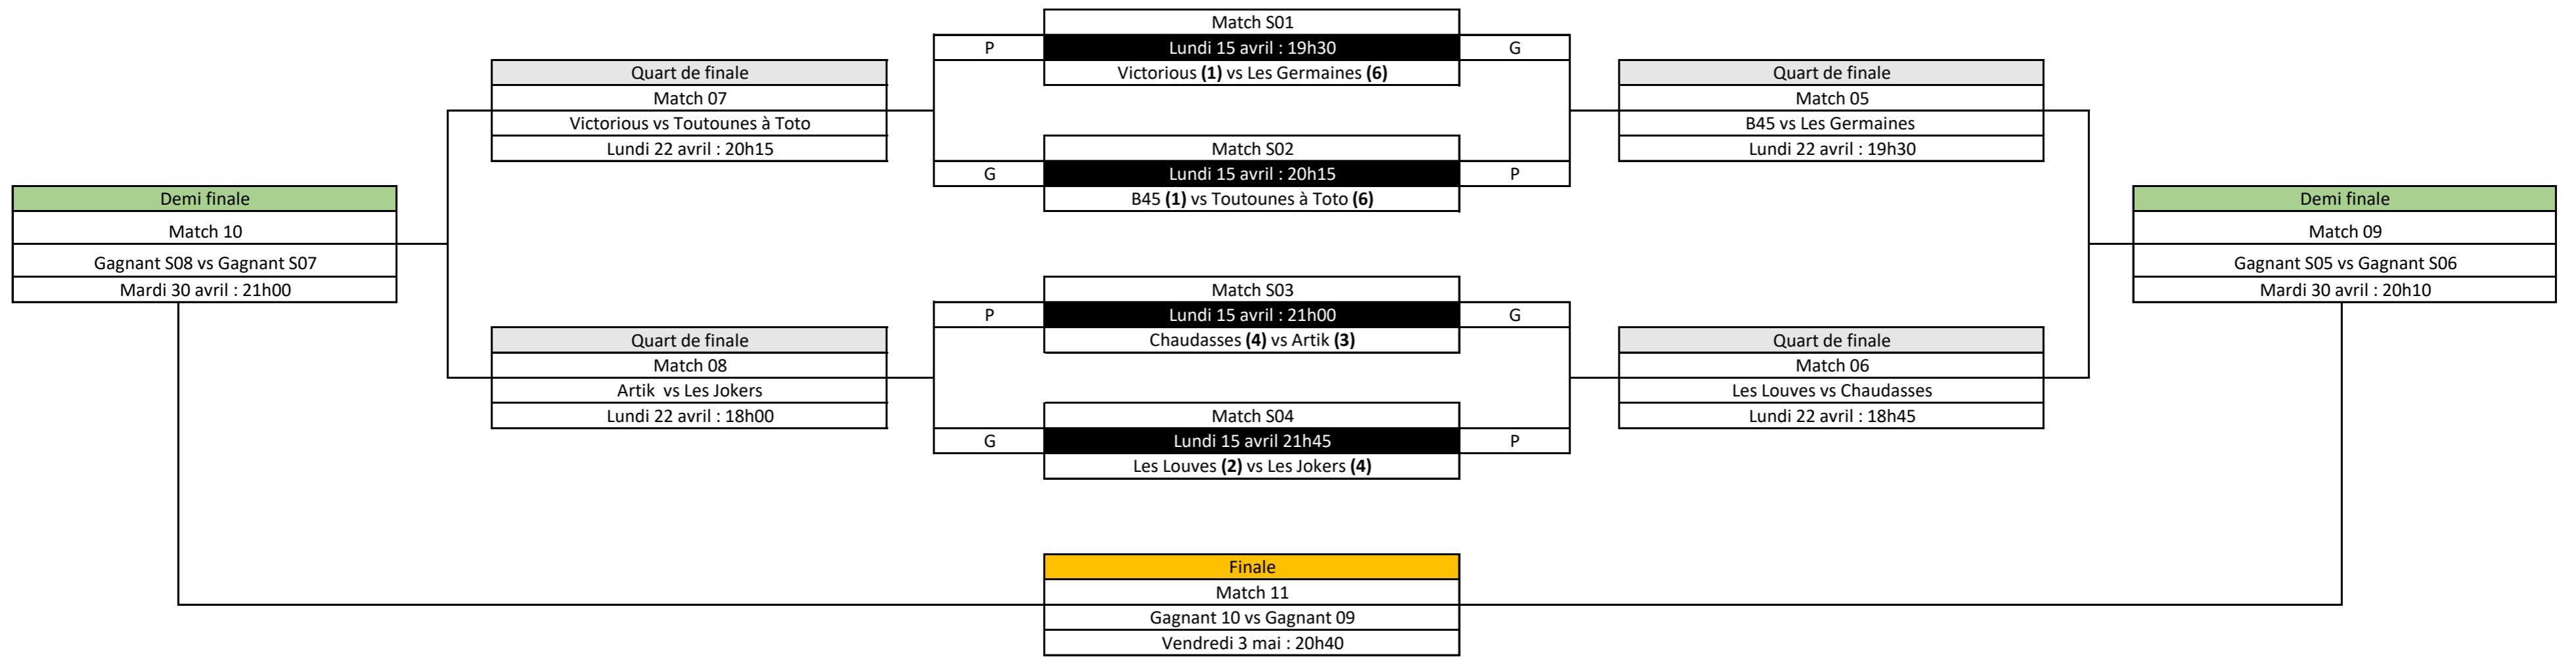 Match S01
P
Lundi 15 avril : 19h30
G
Victorious (1) vs Les Germaines (6)
Quart de finale
Match 07
Victorious vs Toutounes à Toto
Lundi 22 avril : 20h15
Quart de finale
Match 05
B45 vs Les Germaines
Lundi 22 avril : 19h30
Match S02
G
Lundi 15 avril : 20h15
P
B45 (1) vs Toutounes à Toto (6)
Demi finale
Match 10
Gagnant S08 vs Gagnant S07
Mardi 30 avril : 21h00
Demi finale
Match 09
Gagnant S05 vs Gagnant S06
Mardi 30 avril : 20h10
Match S03
P
Lundi 15 avril : 21h00
G
Chaudasses (4) vs Artik (3)
Quart de finale
Match 08
Artik  vs Les Jokers
Lundi 22 avril : 18h00
Quart de finale
Match 06
Les Louves vs Chaudasses
Lundi 22 avril : 18h45
Match S04
G
Lundi 15 avril 21h45
P
Les Louves (2) vs Les Jokers (4)
Finale
Match 11
Gagnant 10 vs Gagnant 09
Vendredi 3 mai : 20h40